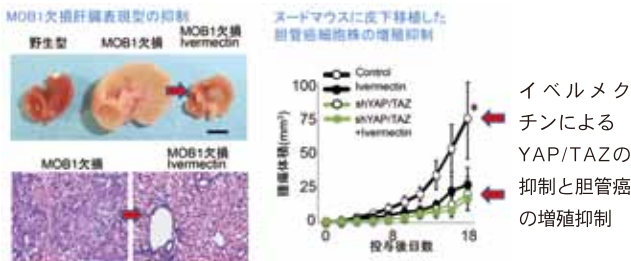 MOB1欠損肝臓表現型の抑制
野生型
MOB1欠損
MOB1欠損
Ivermectin
MOB1欠損
MOB1欠損
Ivermectin
ヌードマウスに皮下移植した
胆管癌細胞株の増殖抑制
Control
Ivermectin
shYAP/TAZ
shYAP/TAZ
+Ivermectin
腫瘍体積(mm³)
100
75
50
25
0
*
0
8
18
投与後日数
イベルメク
チンによる
YAP/TAZの
抑制と胆管癌
の増殖抑制